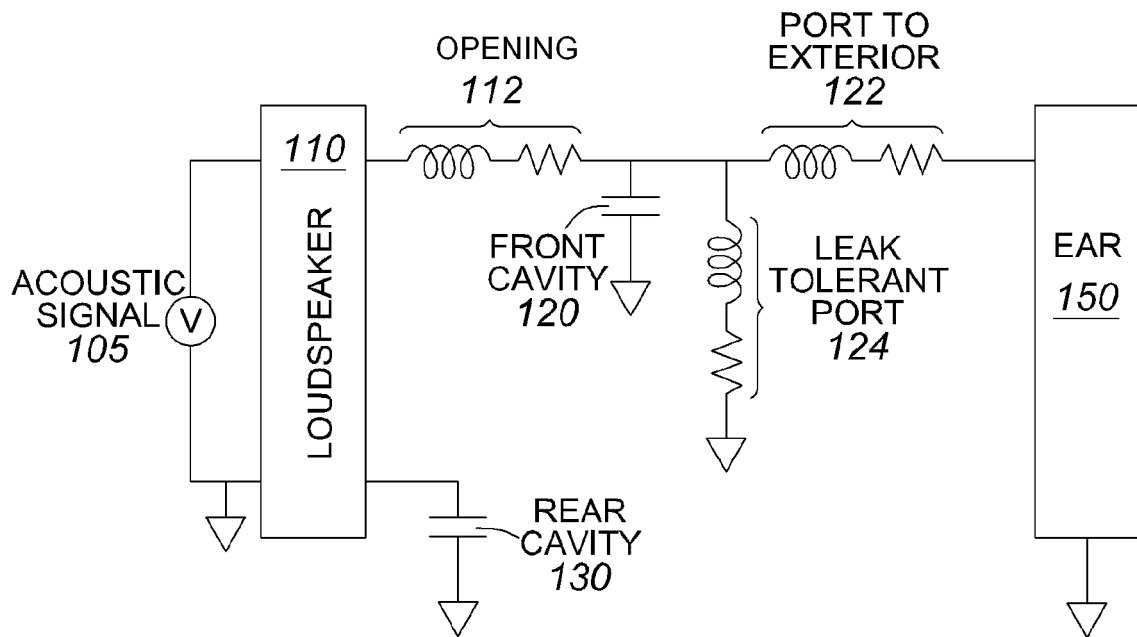 OPENING
112
PORT TO
EXTERIOR
122
110
LOUDSPEAKER
ACOUSTIC
SIGNAL
105
V
FRONT
CAVITY
120
LEAK
TOLERANT
PORT
124
EAR
150
REAR
CAVITY
130